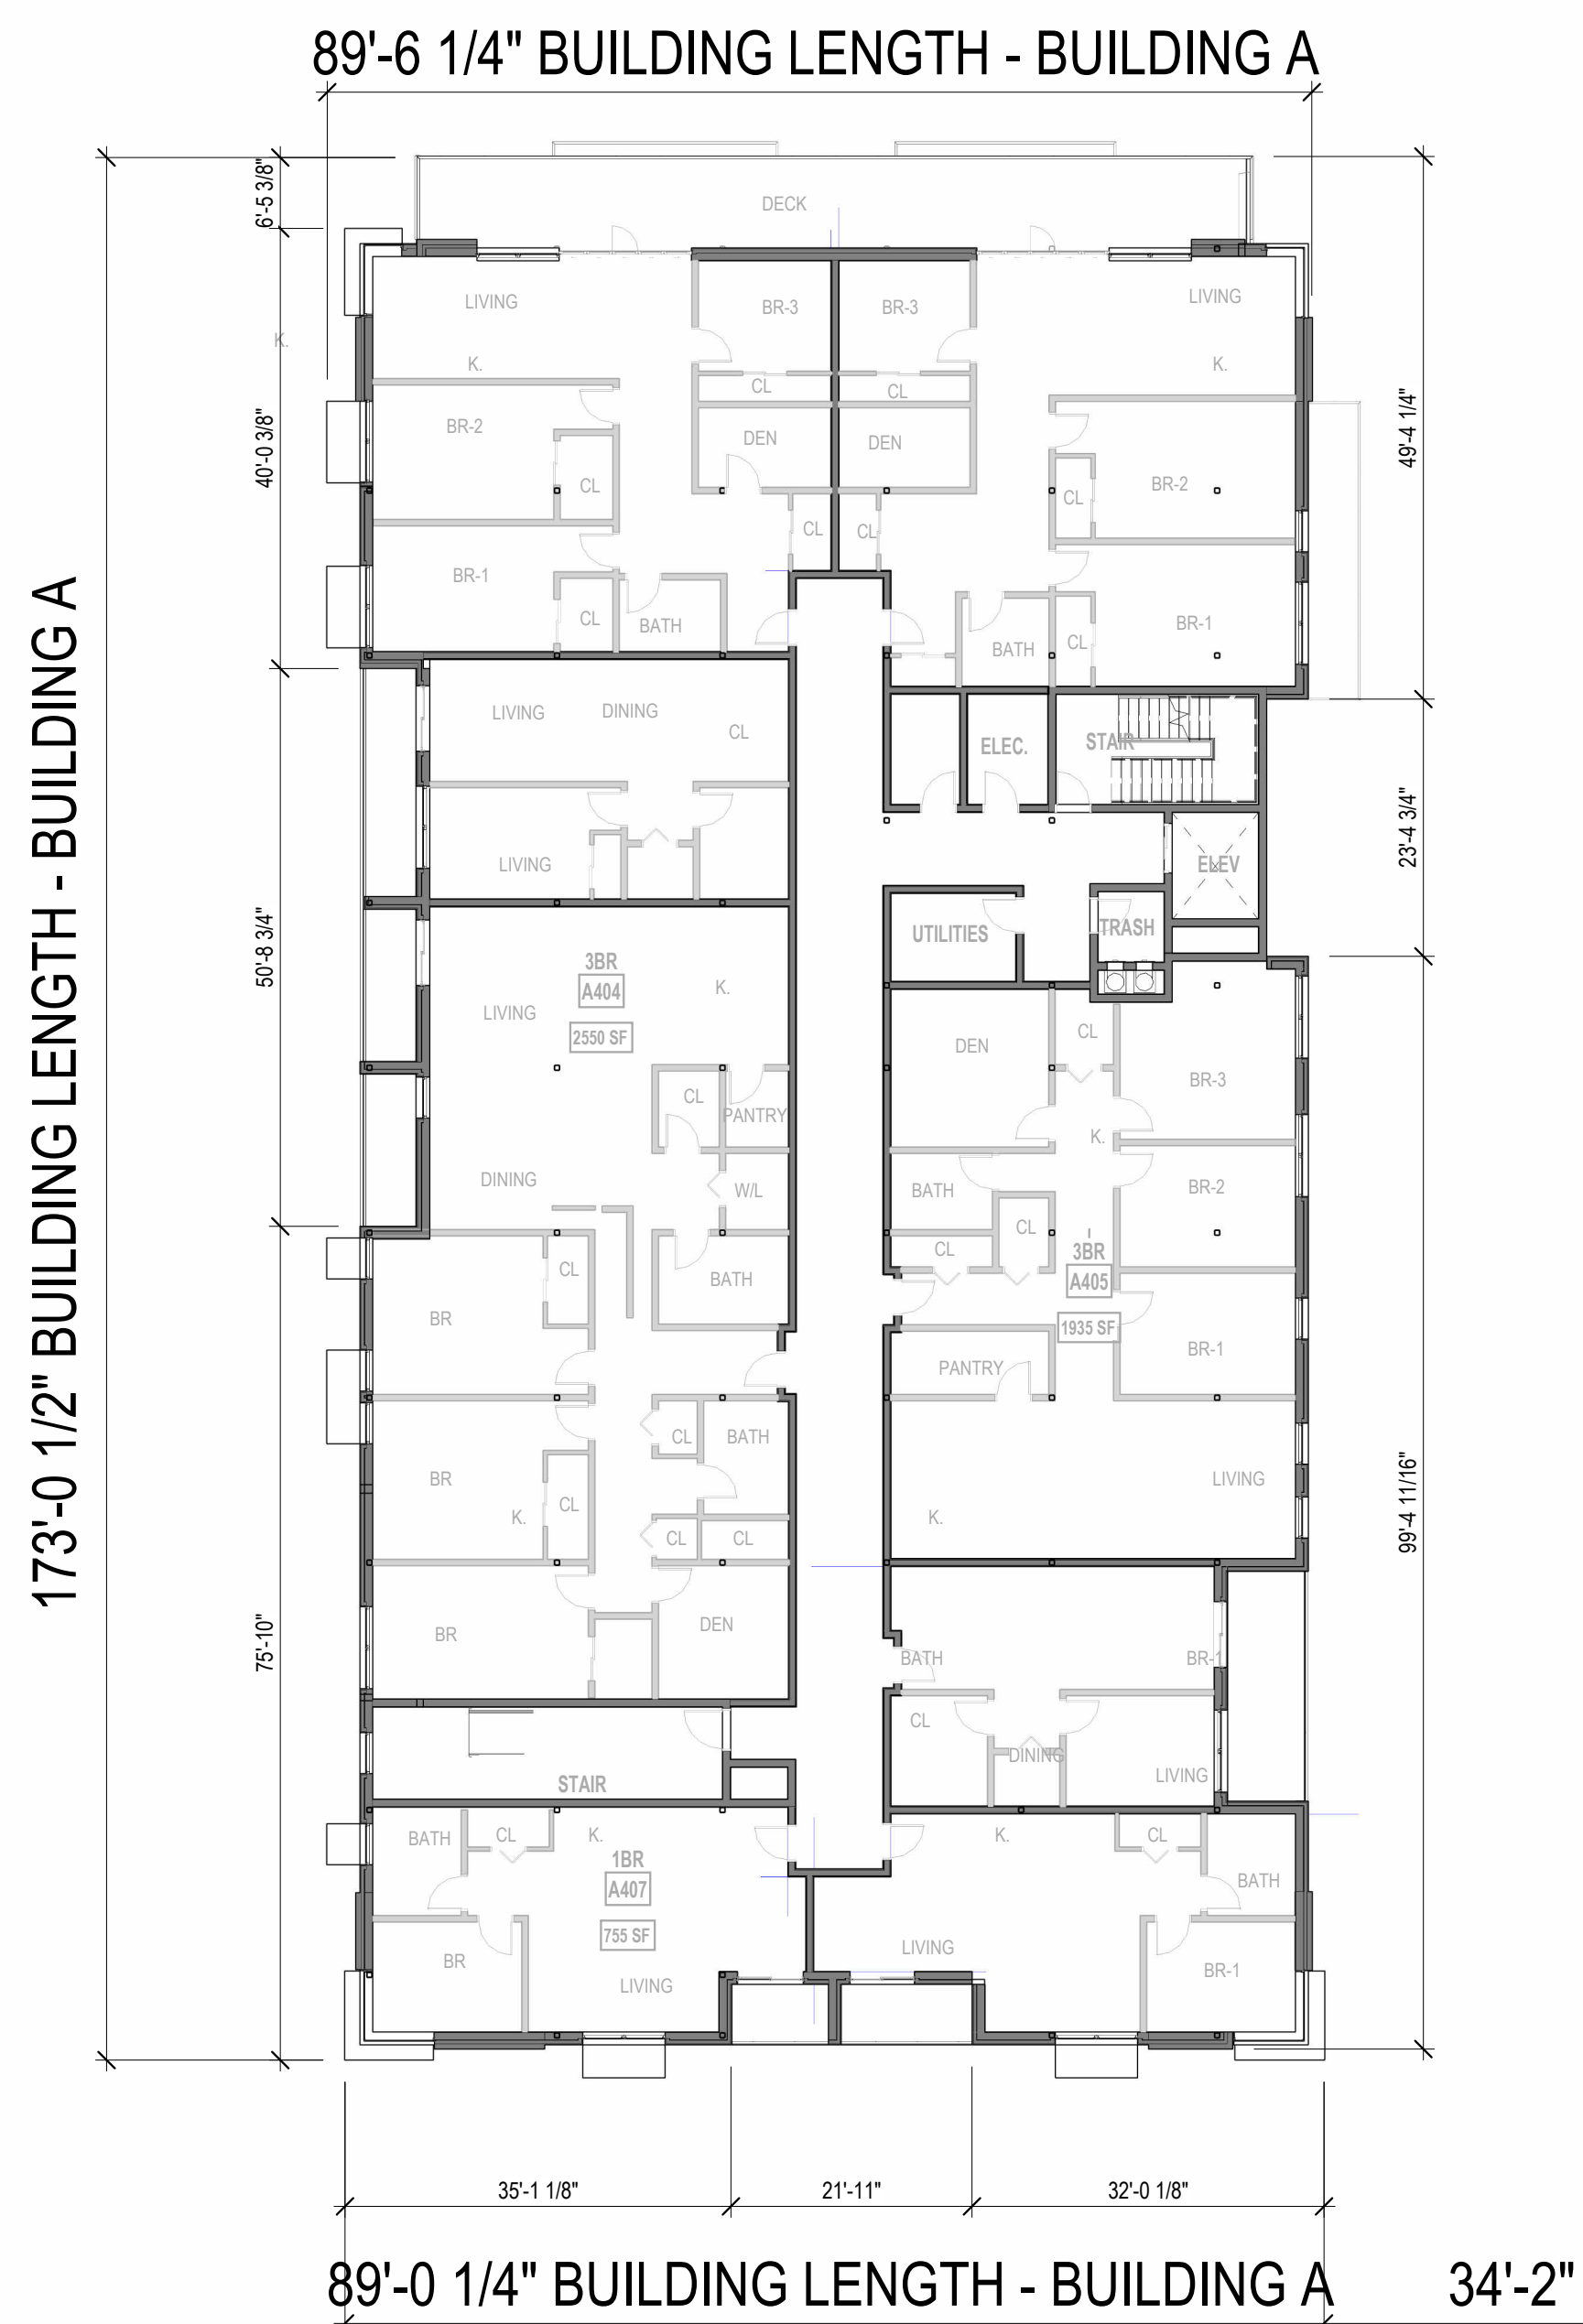 89'-6 1/4" BUILDING LENGTH - BUILDING A
6'-5 3/8"
DECK
LIVING
BR-3
BR-3
LIVING
K.
K.
K.
CL
CL
BR-2
DEN
DEN
40'-0 3/8"
49'-4 1/4"
CL
CL
BR-2
CL
CL
BR-1
CL
BATH
BR-1
BATH
CL
LIVING
DINING
CL
ELEC.
STAIR
173'-0 1/2" BUILDING LENGTH - BUILDING A
23'-4 3/4"
LIVING
ELEV
50'-8 3/4"
UTILITIES
TRASH
3BR
A404
2550 SF
K.
LIVING
DEN
CL
BR-3
CL
PANTRY
K.
DINING
W/L
BATH
BR-2
CL
CL
3BR
A405
1935 SF
CL
BATH
BR
BR-1
PANTRY
CL
BATH
BR
CL
K.
LIVING
K.
99'-4 11/16"
CL
CL
75'-10"
BR
DEN
BATH
BR-1
CL
DINING
LIVING
STAIR
BATH
CL
K.
K.
CL
1BR
A407
755 SF
BATH
LIVING
BR
LIVING
BR-1
35'-1 1/8"
21'-11"
32'-0 1/8"
89'-0 1/4" BUILDING LENGTH - BUILDING A
34'-2"